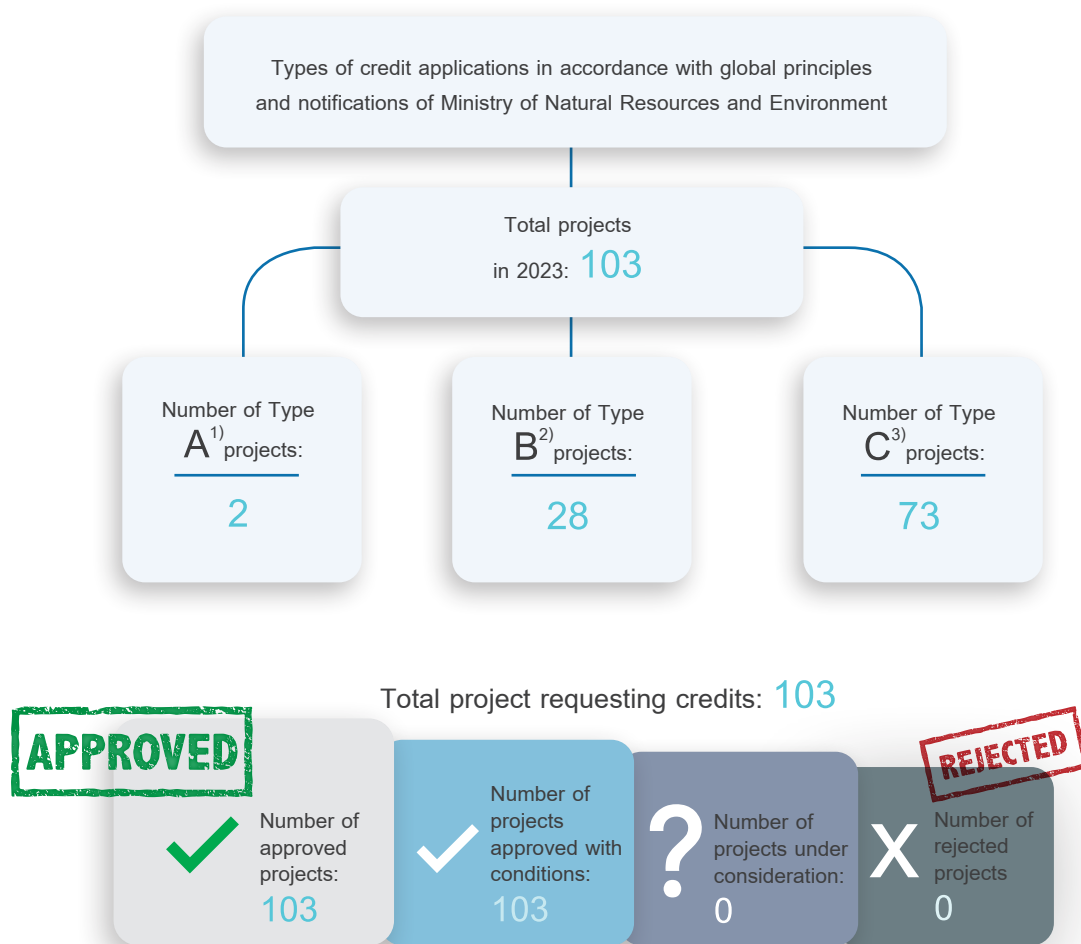 Types of credit applications in accordance with global principles
and notifications of Ministry of Natural Resources and Environment
Total projects
in 2023: 103
Number of Type
A1) projects:
2
Number of Type
B2) projects:
28
Number of Type
C3) projects:
73
Total project requesting credits: 103
APPROVED
Number of
approved
projects:
103
Number of
projects
approved with
conditions:
103
?
Number of
projects under
consideration:
0
REJECTED
X
Number of
rejected
projects
0